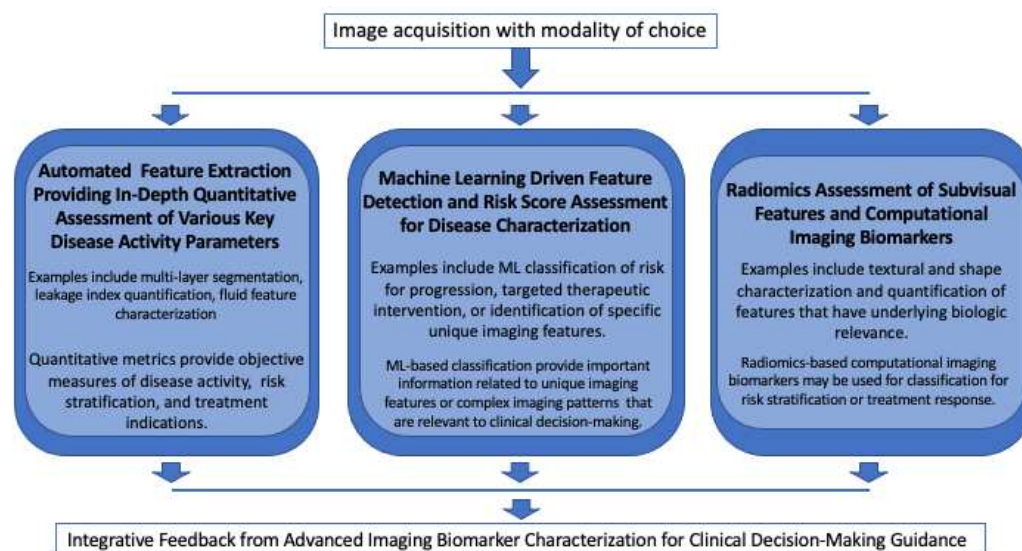 Image acquisition with modality of choice
Automated Feature Extraction
Providing In-Depth Quantitative
Assessment of Various Key
Disease Activity Parameters
Examples include multi-layer segmentation,
leakage index quantification, fluid feature
characterization
Quantitative metrics provide objective
measures of disease activity, risk
stratification, and treatment
indications.
Machine Learning Driven Feature
Detection and Risk Score Assessment
for Disease Characterization
Examples include ML classification of risk
for progression, targeted therapeutic
intervention, or identification of specific
unique imaging features.
ML-based classification provide important
information related to unique imaging
features or complex imaging patterns that
are relevant to clinical decision-making.
Radiomics Assessment of Subvisual
Features and Computational
Imaging Biomarkers
Examples include textural and shape
characterization and quantification of
features that have underlying biologic
relevance.
Radiomics-based computational imaging
biomarkers may be used for classification for
risk stratification or treatment response.
Integrative Feedback from Advanced Imaging Biomarker Characterization for Clinical Decision-Making Guidance